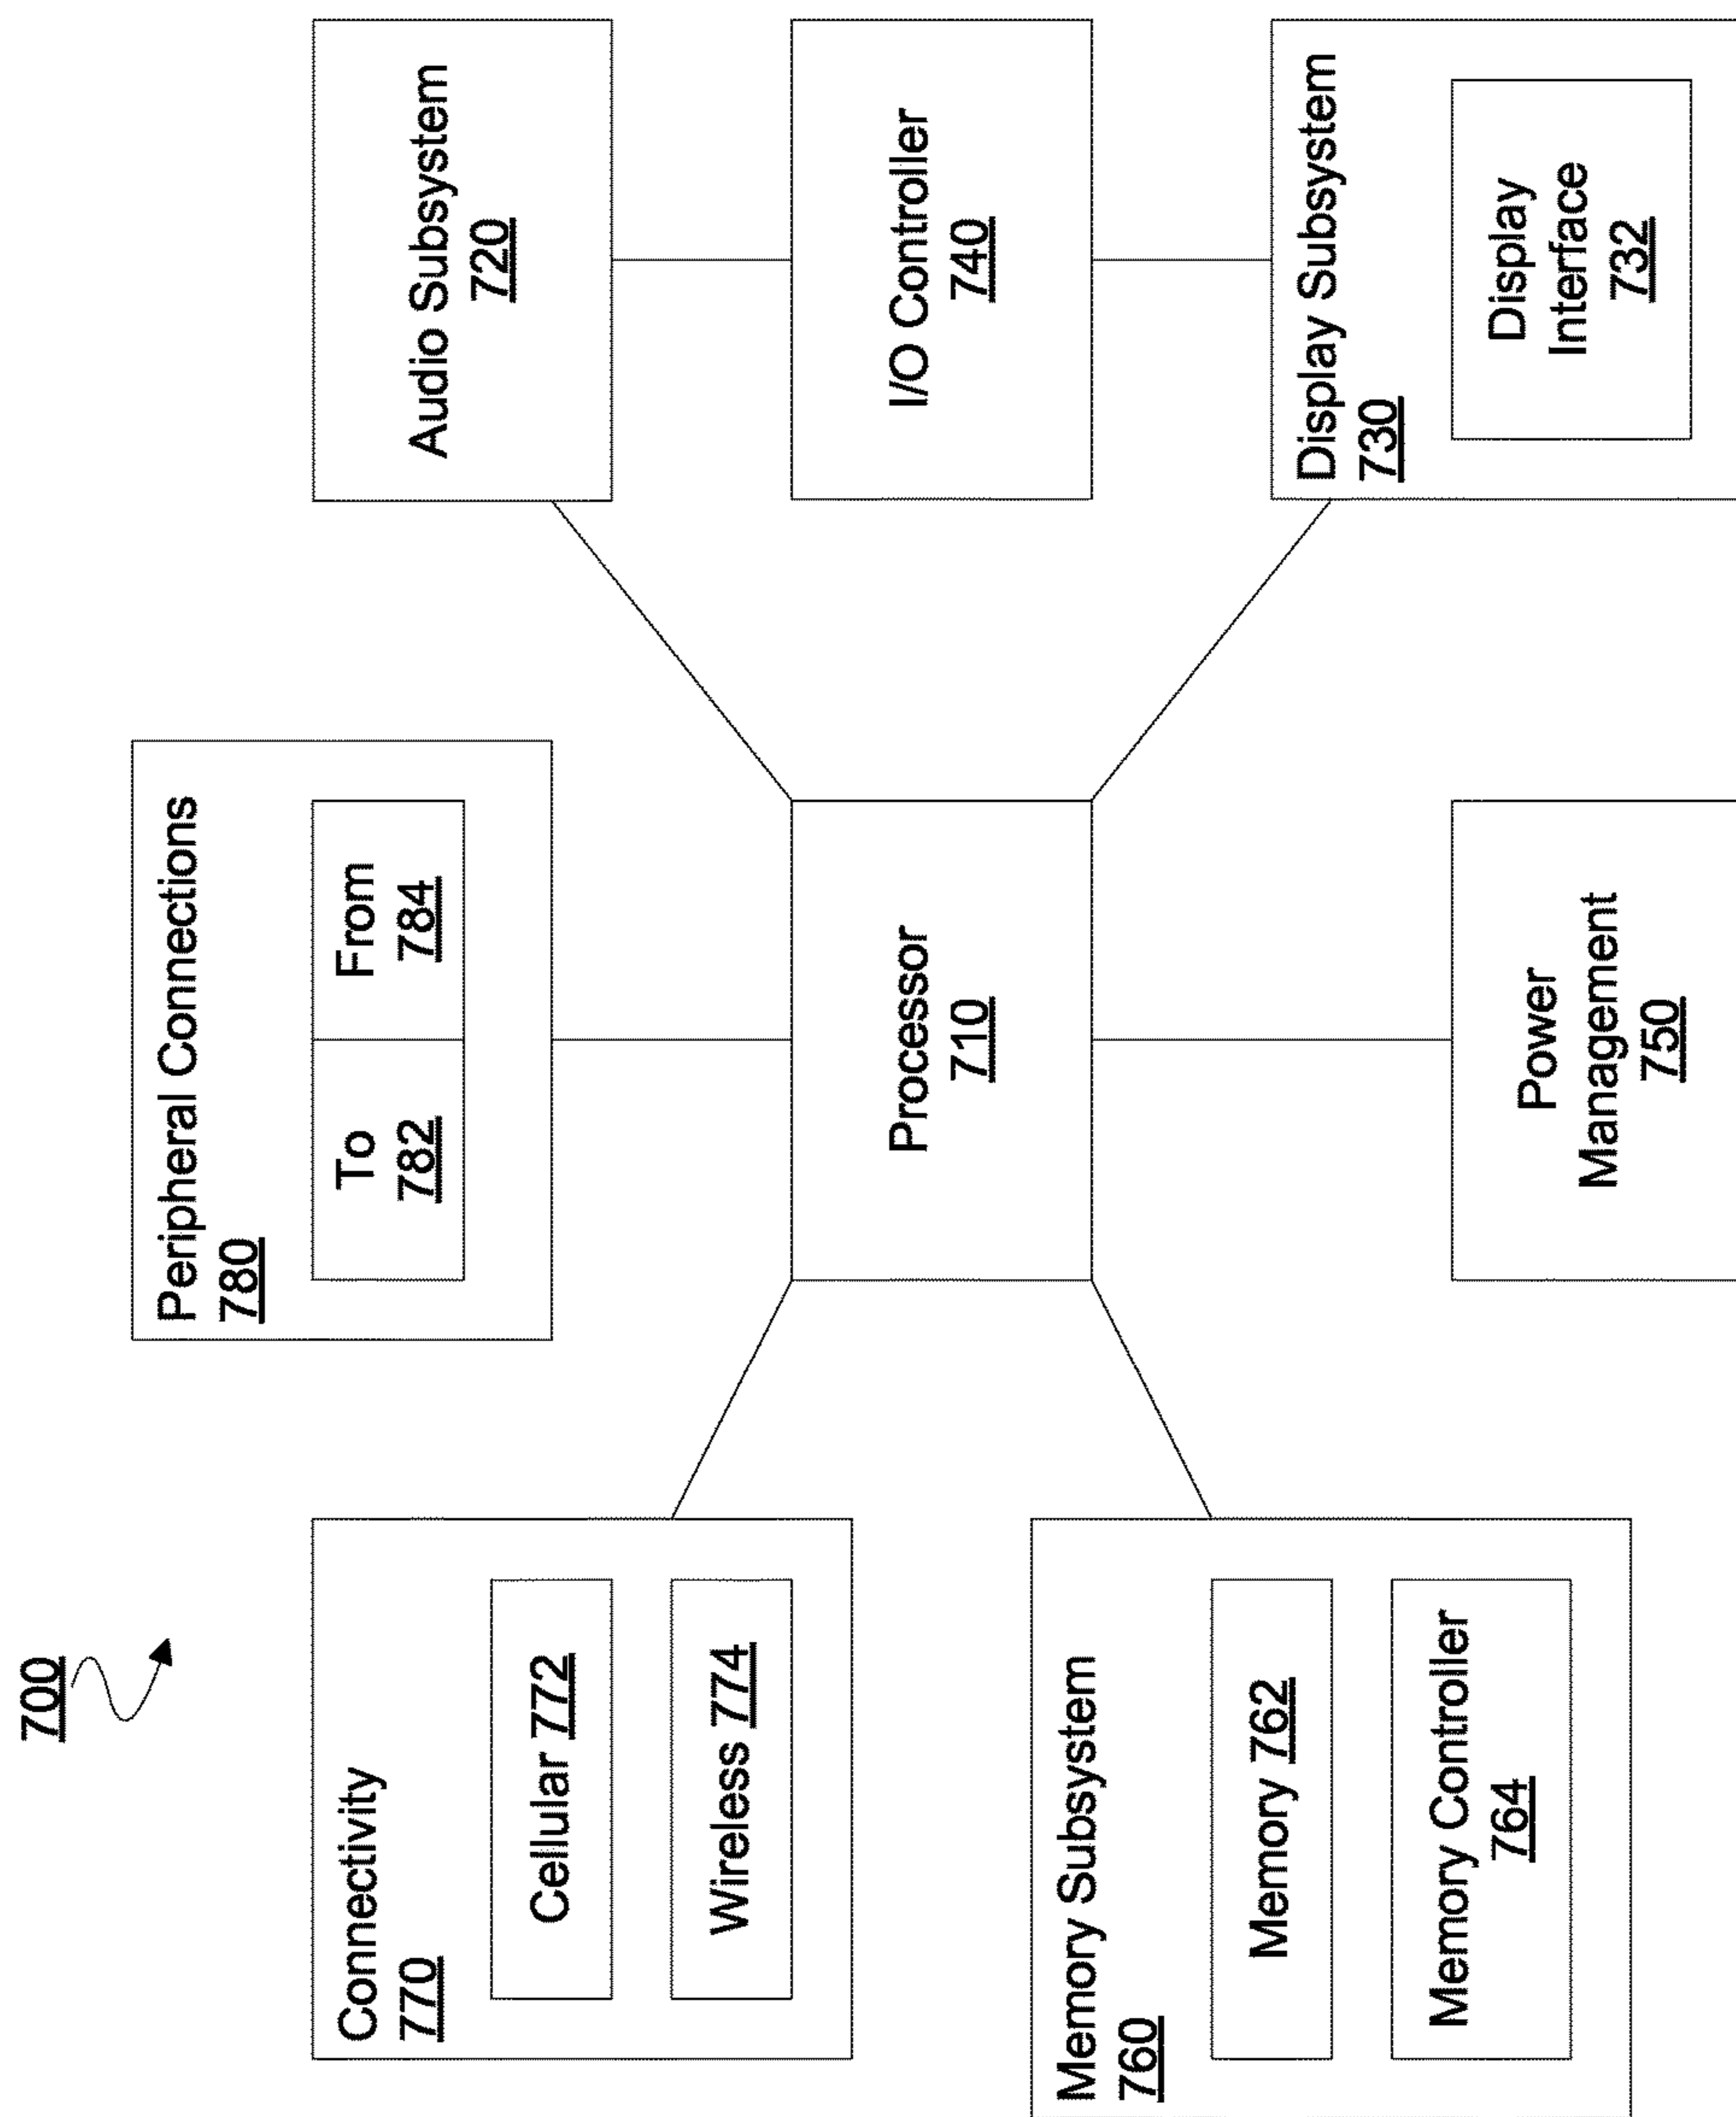 700
Connectivity
770
Cellular 772
Wireless 774
Peripheral Connections
780
To
782
From
784
Audio Subsystem
720
Processor
710
I/O Controller
740
Memory Subsystem
760
Memory 762
Memory Controller
764
Power
Management
750
Display Subsystem
730
Display
Interface
732